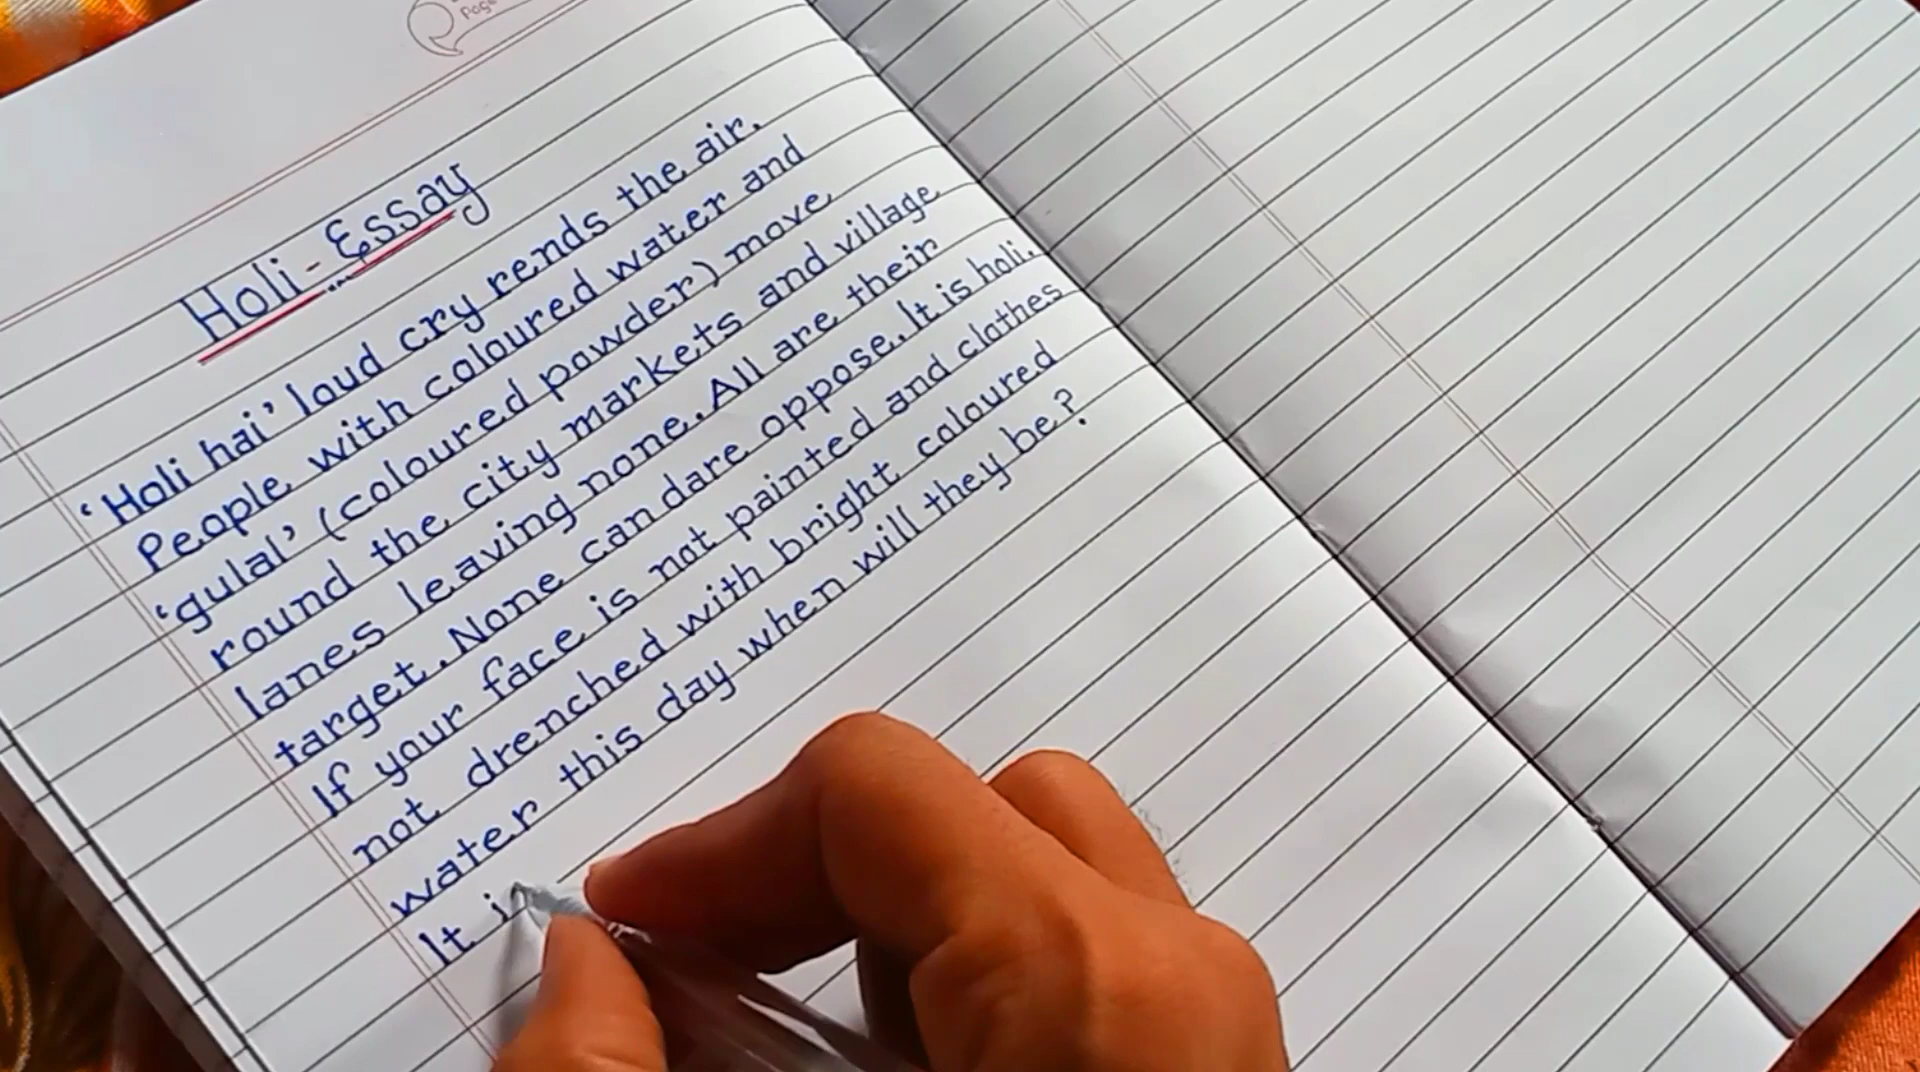 Page
Holi - Essay
'Holi hai' loud cry rends the air.
People with coloured water and
'gulal' (coloured powder) move
round the city markets and village
lanes leaving none. All are their
target. None can dare oppose. It is holi.
If your face is not painted and clothes
not drenched with bright coloured
water this day when will they be?
It i